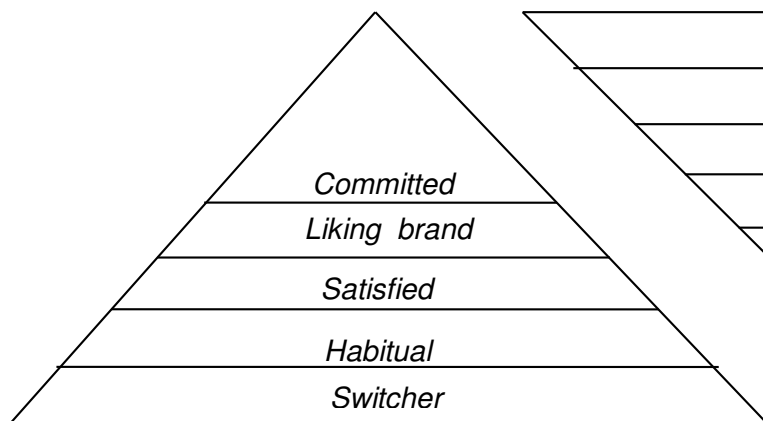 Committed
Liking brand
Satisfied
Habitual
Switcher